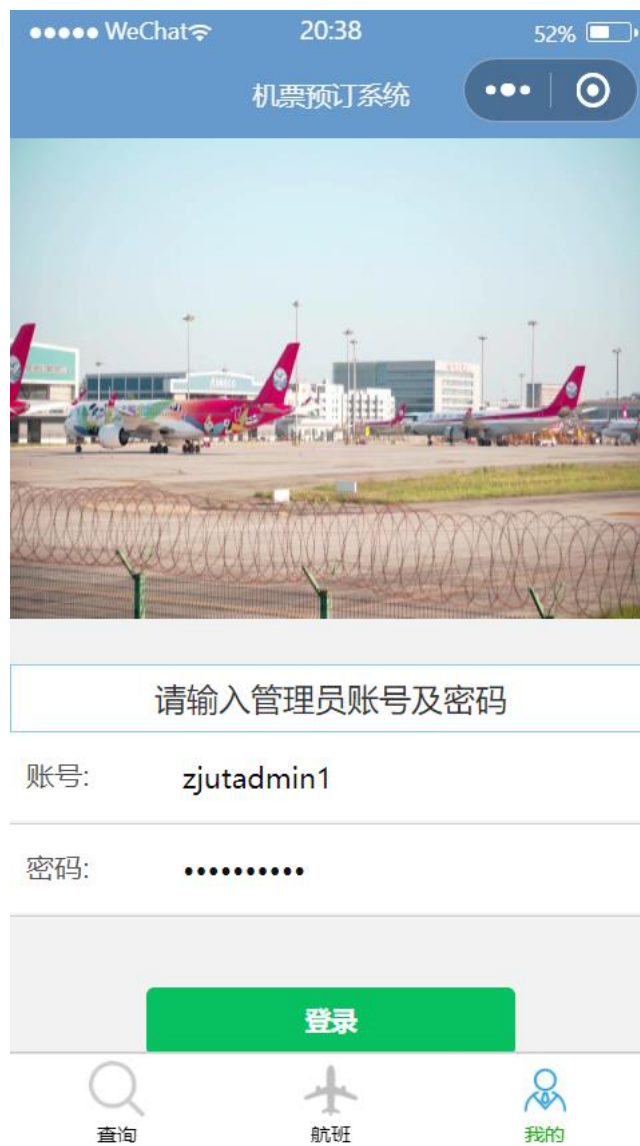 ●●●●● WeChat 20:38 52%
机票预订系统
请输入管理员账号及密码
账号: zjutadmin1
密码: ••••••••••
登录
查询 航班 我的